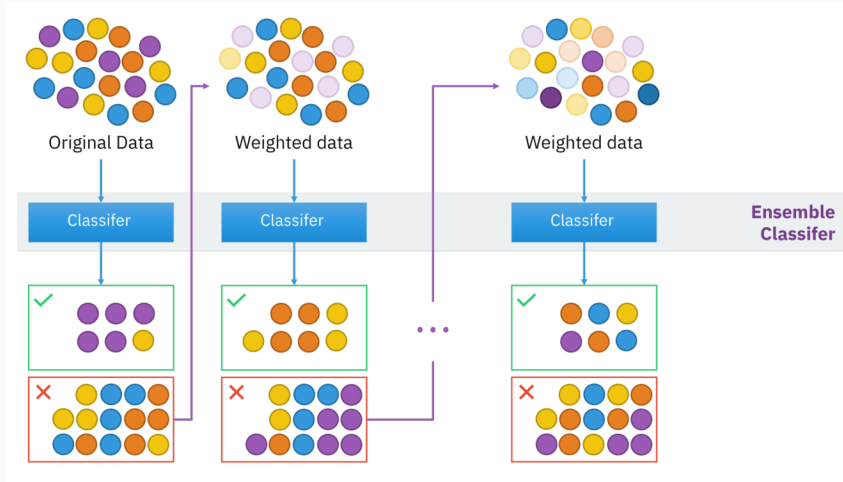 Original Data
Weighted data
Weighted data
Classifer
Classifer
Classifer
Ensemble
Classifer
...